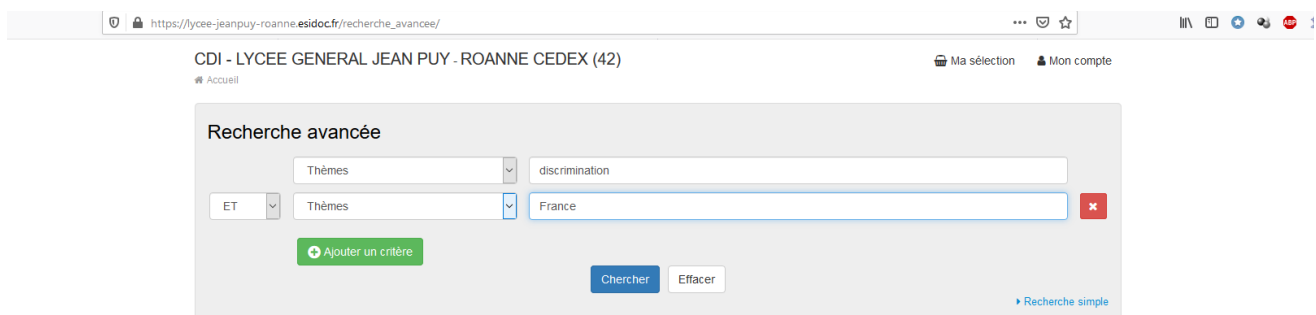 https://lycee-jeanpuy-roanne.esidoc.fr/recherche_avancee/
ABP
CDI - LYCEE GENERAL JEAN PUY - ROANNE CEDEX (42)
Ma sélection Mon compte
Accueil
Recherche avancée
Thèmes discrimination
ET Thèmes France
Ajouter un critère
Chercher Effacer
Recherche simple